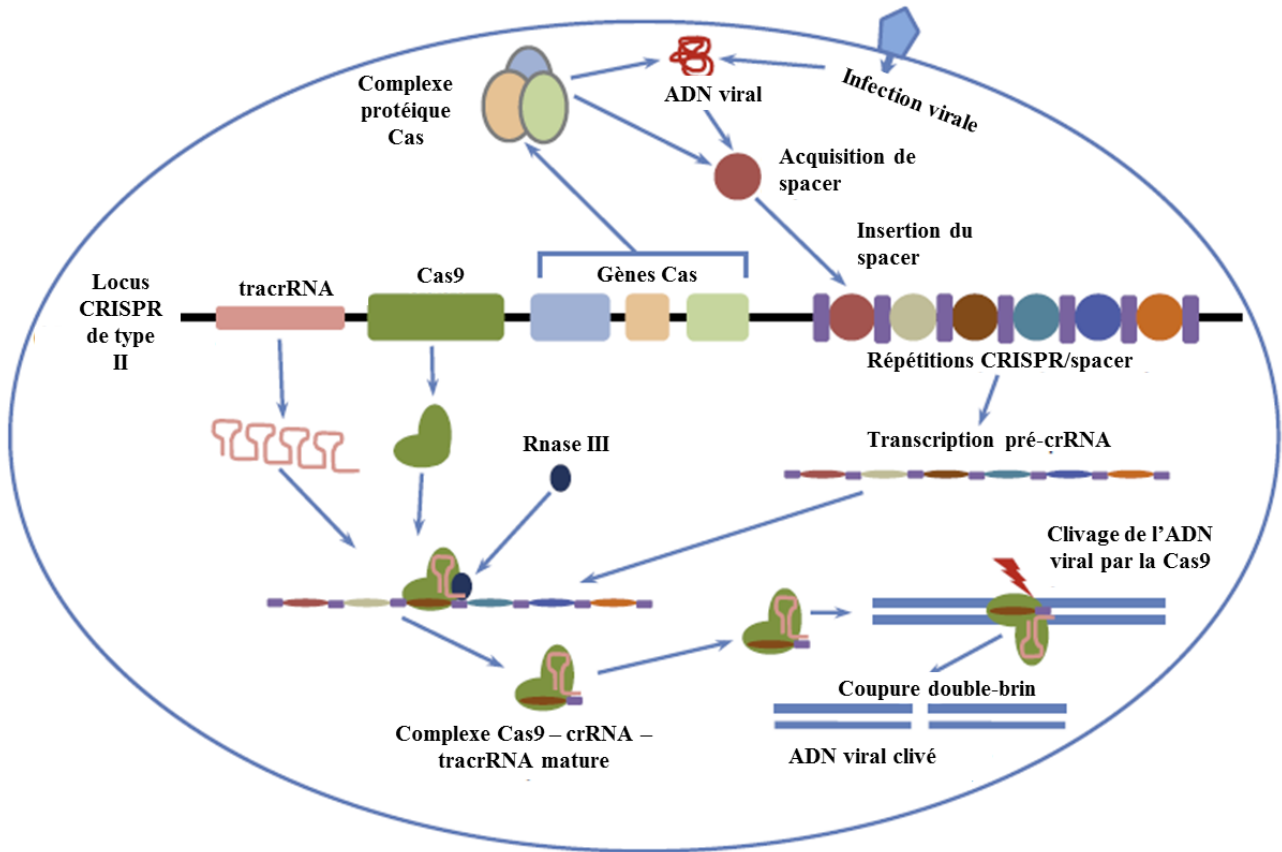 Complexe
protéique
Cas
ADN viral
Infection virale
Acquisition de
spacer
Insertion du
spacer
Locus
CRISPR
de type
II
tracrRNA
Cas9
Gènes Cas
Répétitions CRISPR/spacer
Rnase III
Transcription pré-crRNA
Clivage de l'ADN
viral par la Cas9
Complexe Cas9 – crRNA –
tracrRNA mature
Coupure double-brin
ADN viral clivé